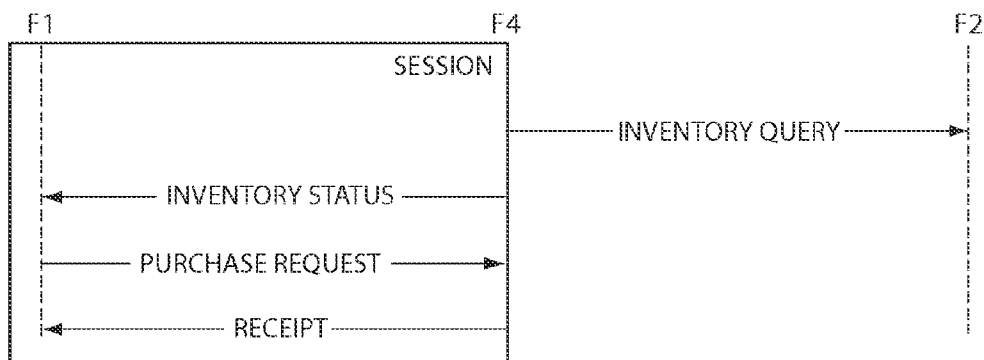 F1 F4 F2
SESSION
INVENTORY QUERY
INVENTORY STATUS
PURCHASE REQUEST
RECEIPT